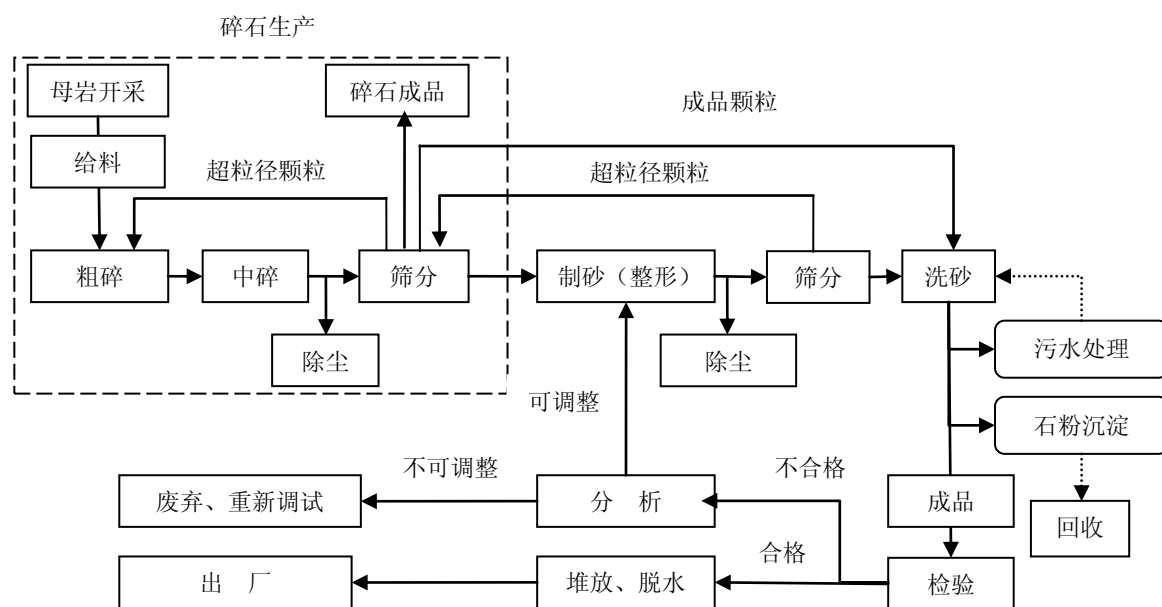 碎石生产
母岩开采
碎石成品
成品颗粒
给料
超粒径颗粒
超粒径颗粒
粗碎
中碎
筛分
制砂（整形）
筛分
洗砂
除尘
除尘
污水处理
可调整
石粉沉淀
不可调整
不合格
废弃、重新调试
分 析
成品
回收
合格
出 厂
堆放、脱水
检验